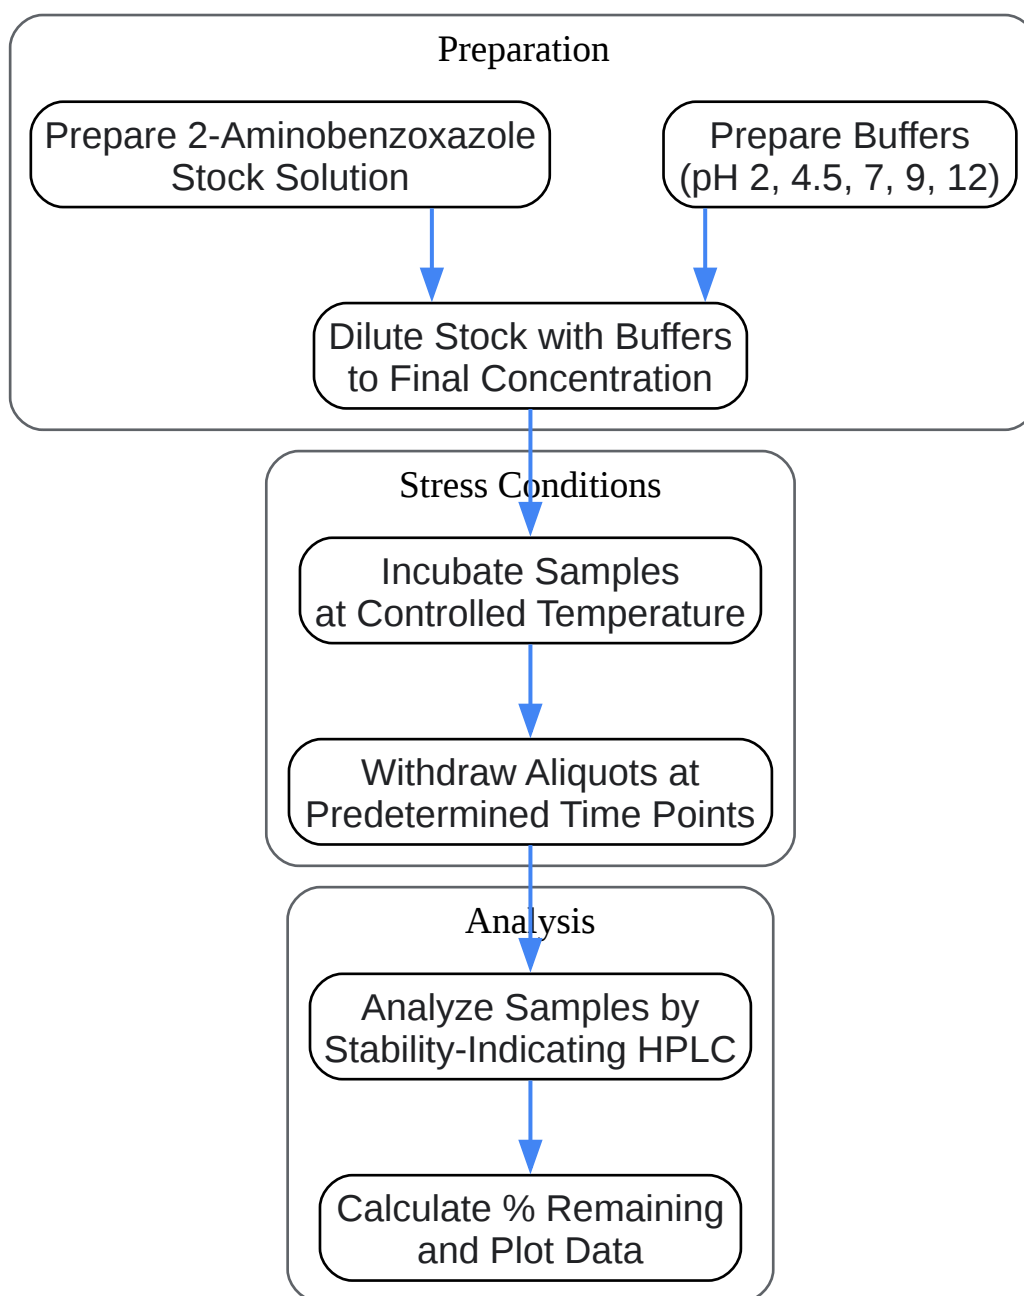 Preparation
Prepare 2-Aminobenzoxazole
Stock Solution
Prepare Buffers
(pH 2, 4.5, 7, 9, 12)
Dilute Stock with Buffers
to Final Concentration
Stress Conditions
Incubate Samples
at Controlled Temperature
Withdraw Aliquots at
Predetermined Time Points
Analysis
Analyze Samples by
Stability-Indicating HPLC
Calculate % Remaining
and Plot Data